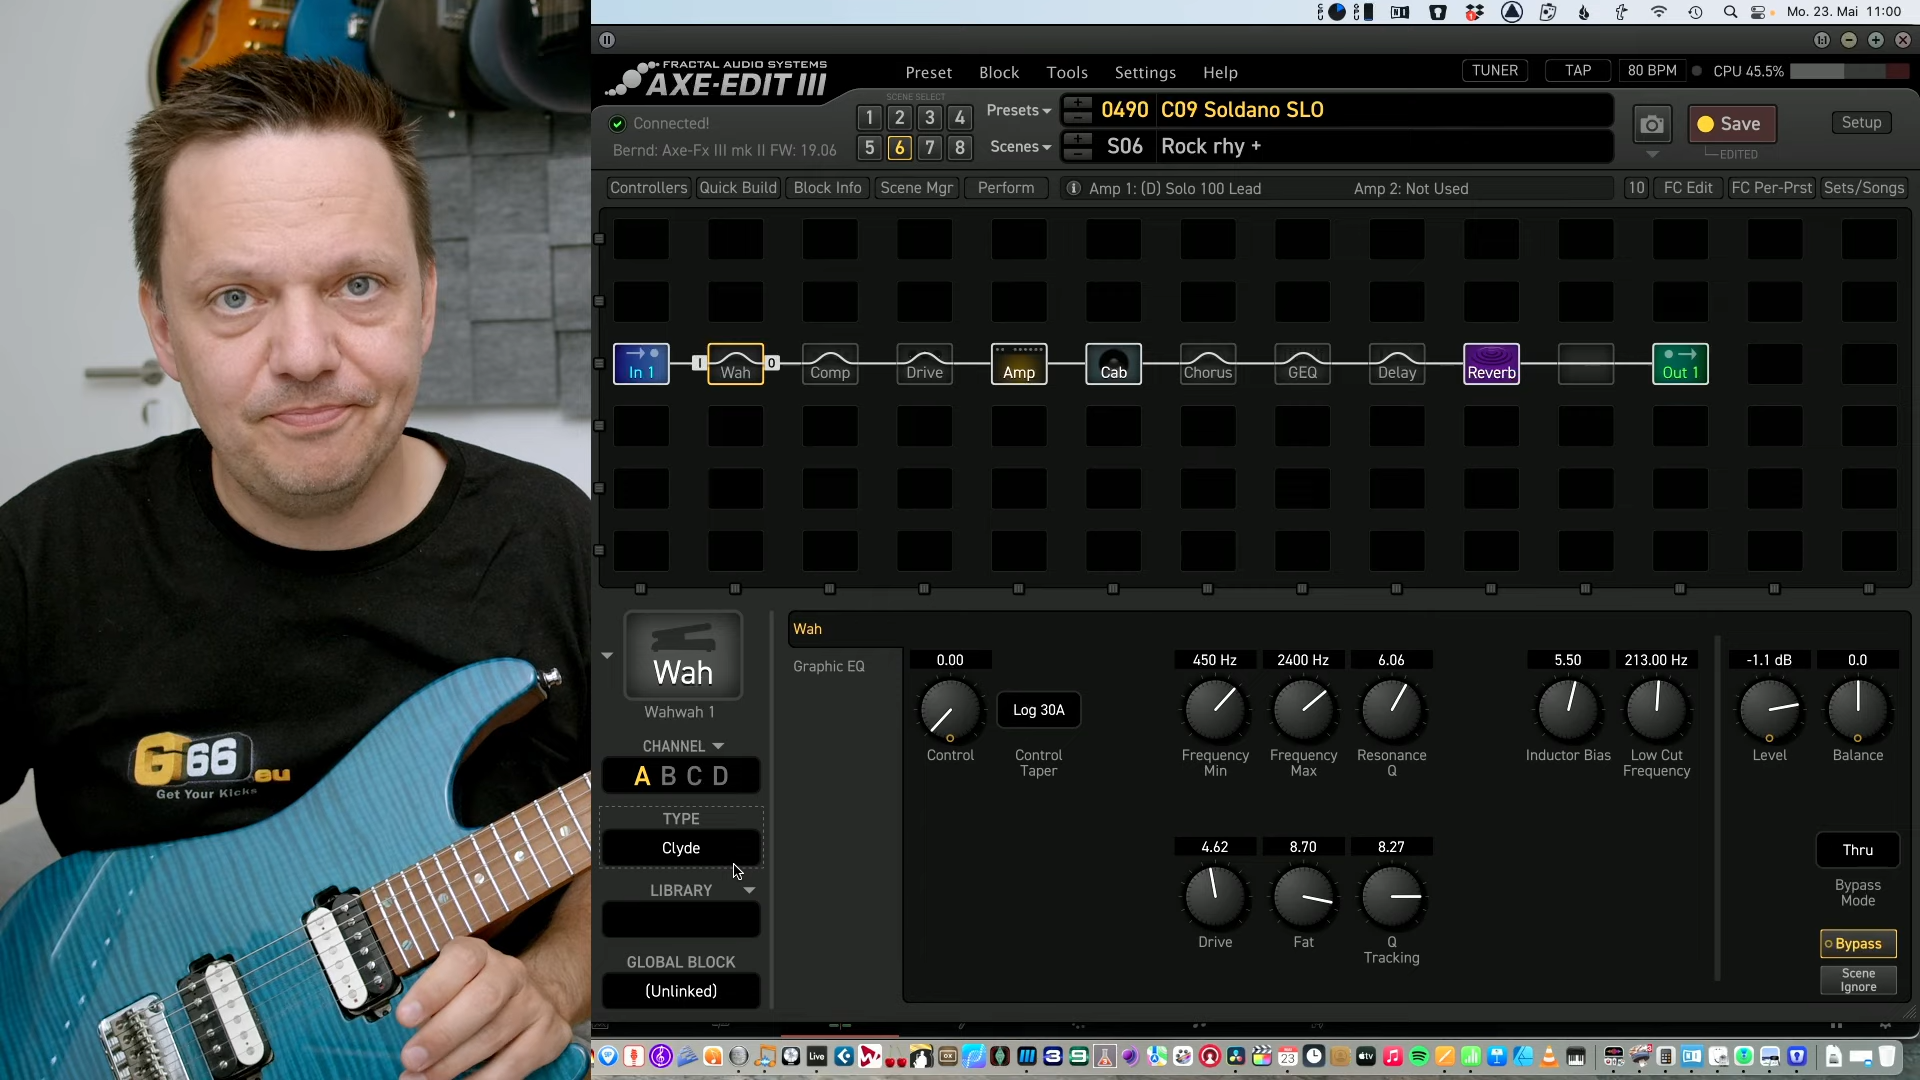 Mo. 23. Mai 11:00
FRACTAL AUDIO SYSTEMS
AXE-EDIT III
Preset Block Tools Settings Help
TUNER TAP 80 BPM CPU 45.5%
SCENE SELECT
1 2 3 4
5 6 7 8
Presets 0490 C09 Soldano SLO
Scenes S06 Rock rhy +
Save
EDITED
Setup
Connected!
Bernd: Axe-Fx III mk II FW: 19.06
Controllers Quick Build Block Info Scene Mgr Perform
Amp 1: (D) Solo 100 Lead Amp 2: Not Used
10 FC Edit FC Per-Prst Sets/Songs
In 1 I Wah O Comp Drive Amp Cab Chorus GEQ Delay Reverb Out 1
Wah
Wahwah 1
CHANNEL
A B C D
TYPE
Clyde
LIBRARY
GLOBAL BLOCK
(Unlinked)
Wah
Graphic EQ
0.00 450 Hz 2400 Hz 6.06 5.50 213.00 Hz -1.1 dB 0.0
Log 30A
Control
Control Taper
Frequency Min
Frequency Max
Resonance Q
Inductor Bias
Low Cut Frequency
Level
Balance
4.62 8.70 8.27
Drive
Fat
Q Tracking
Thru
Bypass Mode
Bypass
Scene Ignore
G66.eu
Get Your Kicks